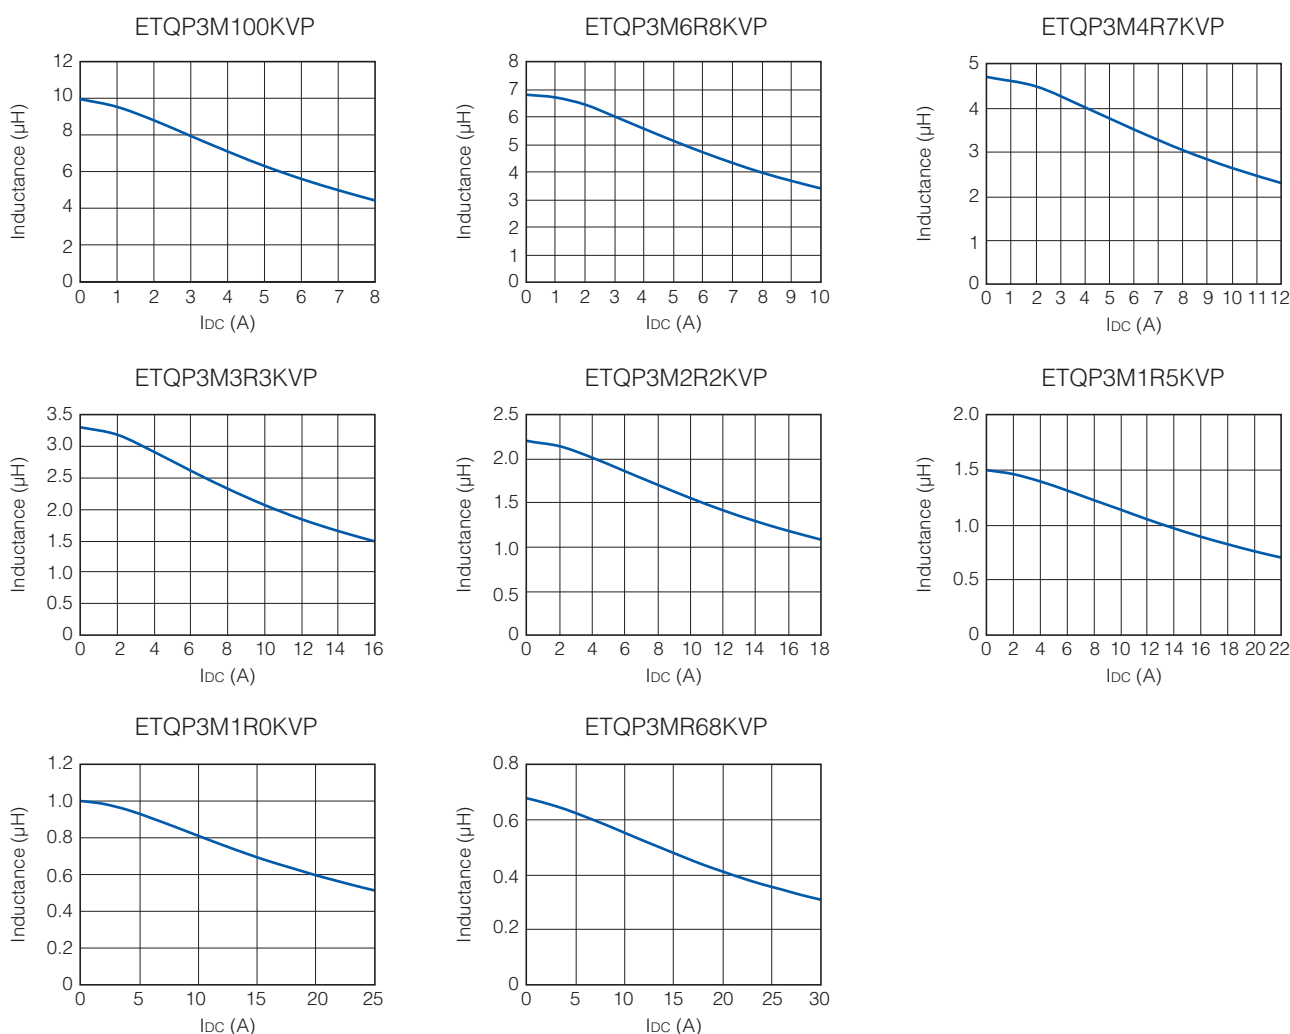 ETQP3M100KVP
Inductance (µH)
12
10
8
6
4
2
0
0 1 2 3 4 5 6 7 8
IDC (A)
ETQP3M6R8KVP
Inductance (µH)
8
7
6
5
4
3
2
1
0
0 1 2 3 4 5 6 7 8 9 10
IDC (A)
ETQP3M4R7KVP
Inductance (µH)
5
4
3
2
1
0
0 1 2 3 4 5 6 7 8 9 10 11 12
IDC (A)
ETQP3M3R3KVP
Inductance (µH)
3.5
3.0
2.5
2.0
1.5
1.0
0.5
0
0 2 4 6 8 10 12 14 16
IDC (A)
ETQP3M2R2KVP
Inductance (µH)
2.5
2.0
1.5
1.0
0.5
0
0 2 4 6 8 10 12 14 16 18
IDC (A)
ETQP3M1R5KVP
Inductance (µH)
2.0
1.5
1.0
0.5
0
0 2 4 6 8 10 12 14 16 18 20 22
IDC (A)
ETQP3M1R0KVP
Inductance (µH)
1.2
1.0
0.8
0.6
0.4
0.2
0
0 5 10 15 20 25
IDC (A)
ETQP3MR68KVP
Inductance (µH)
0.8
0.6
0.4
0.2
0
0 5 10 15 20 25 30
IDC (A)